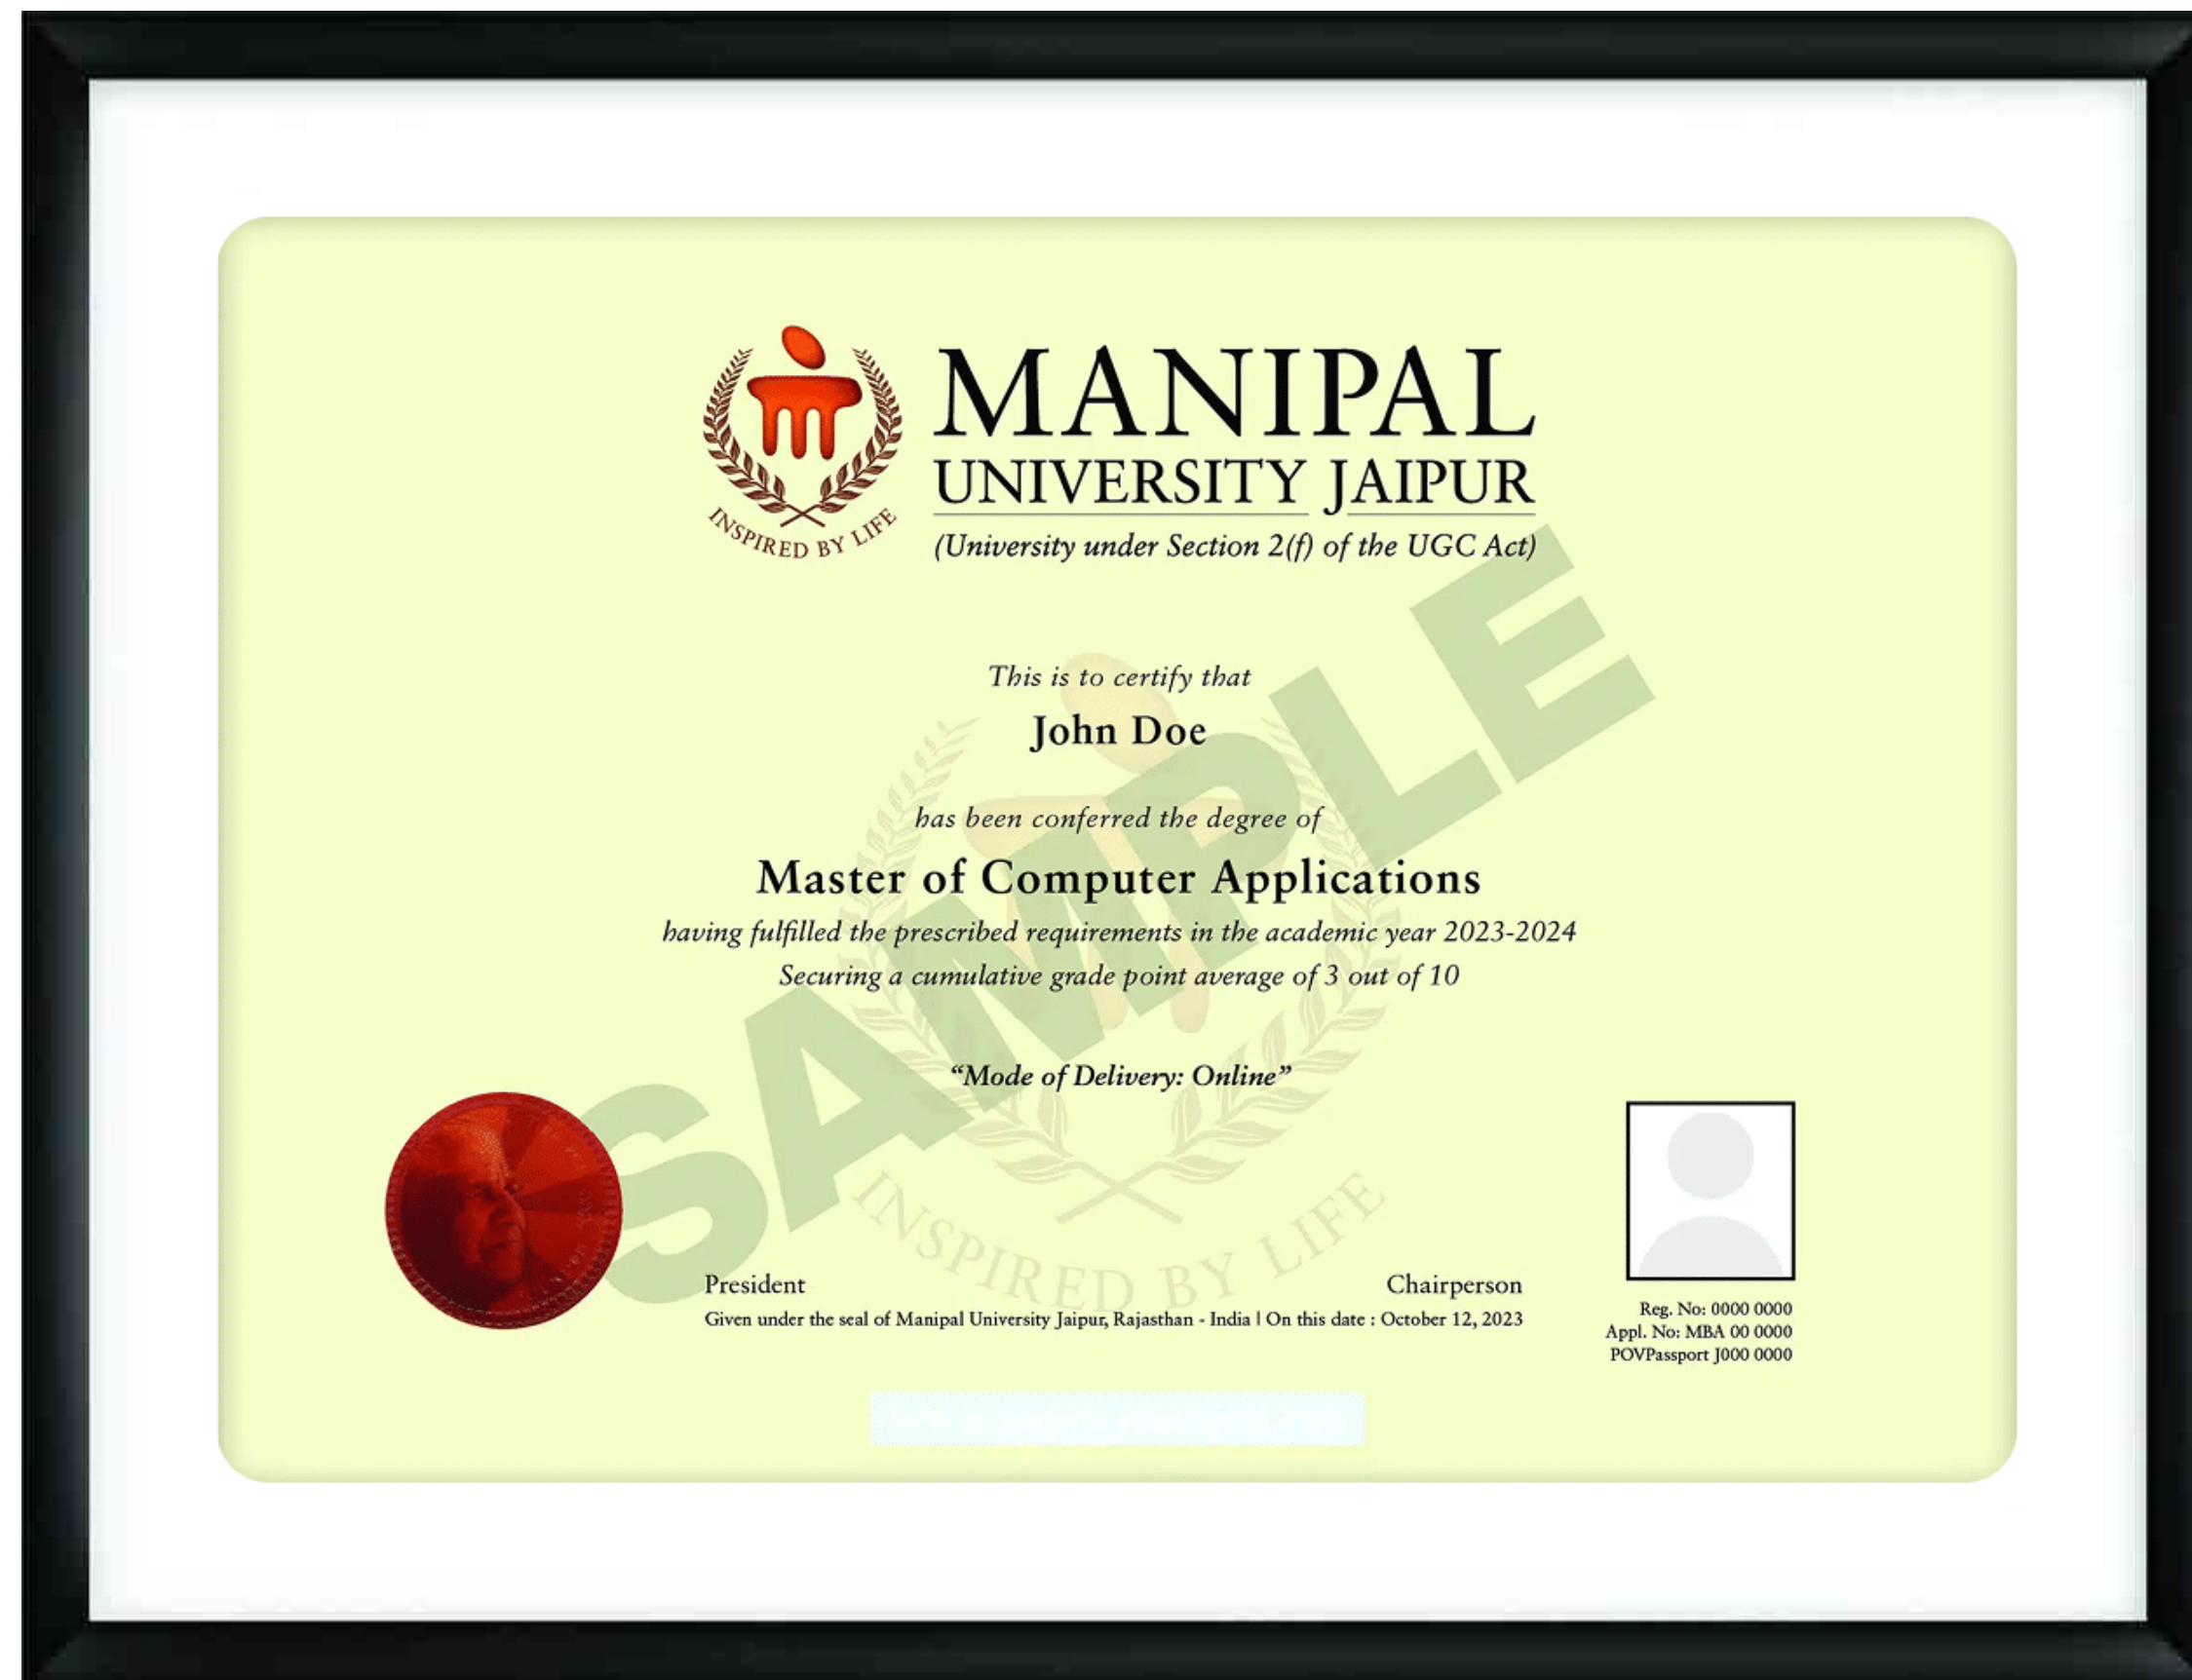 MANIPAL
UNIVERSITY JAIPUR
(University under Section 2(f) of the UGC Act)
INSPIRED BY LIFE
This is to certify that
John Doe
has been conferred the degree of
Master of Computer Applications
having fulfilled the prescribed requirements in the academic year 2023-2024
Securing a cumulative grade point average of 3 out of 10
"Mode of Delivery: Online"
SAMPLE
INSPIRED BY LIFE
President
Chairperson
Given under the seal of Manipal University Jaipur, Rajasthan - India | On this date : October 12, 2023
Reg. No: 0000 0000
Appl. No: MBA 00 0000
POVPassport J000 0000